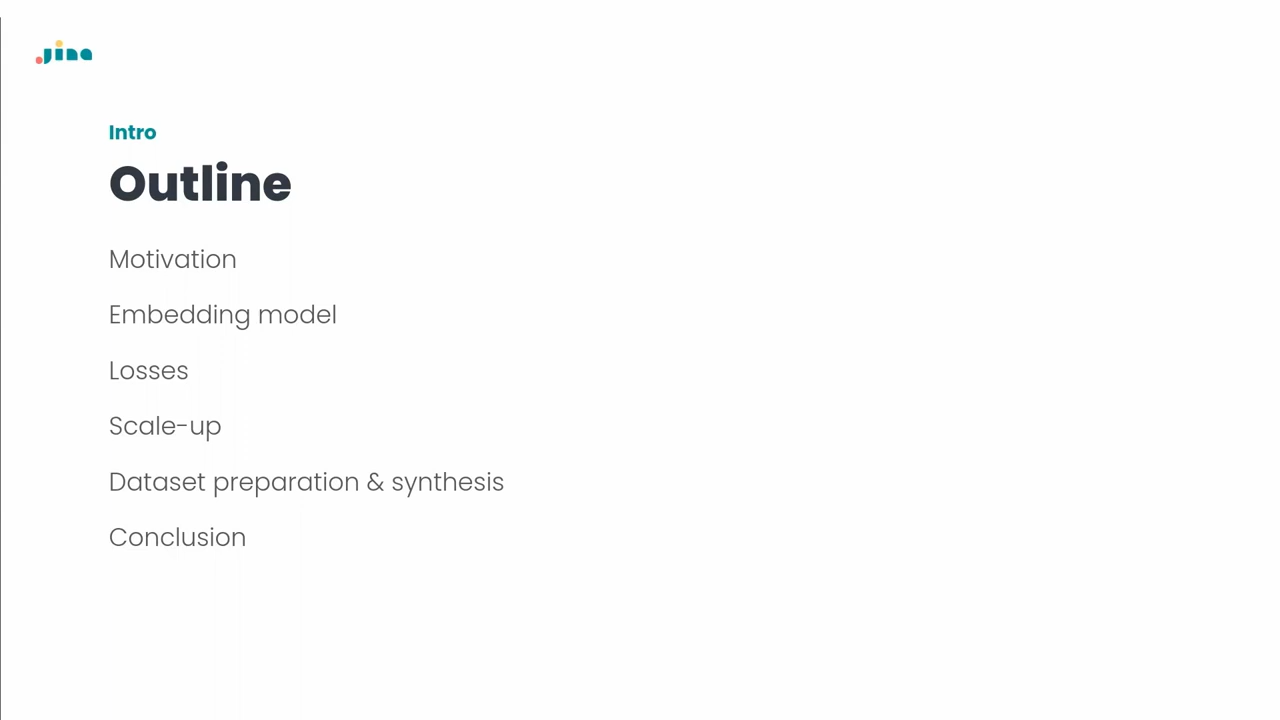 Jina
Intro
Outline
Motivation
Embedding model
Losses
Scale-up
Dataset preparation & synthesis
Conclusion